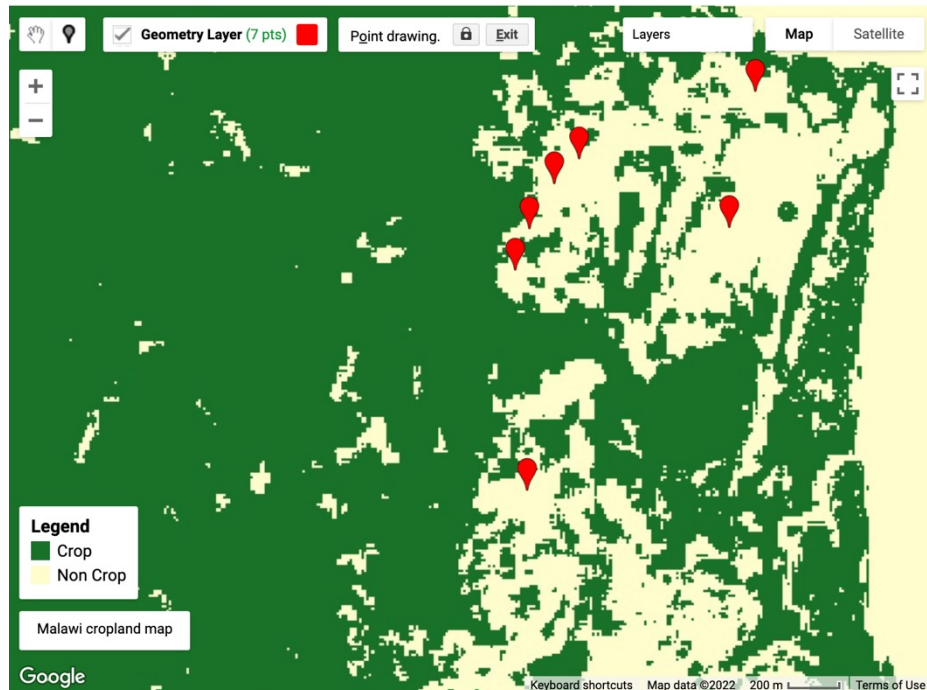 Geometry Layer (7 pts)
Point drawing.
Exit
Layers
Map
Satellite
+
−
Legend
Crop
Non Crop
Malawi cropland map
Google
Keyboard shortcuts
Map data ©2022
200 m
Terms of Use